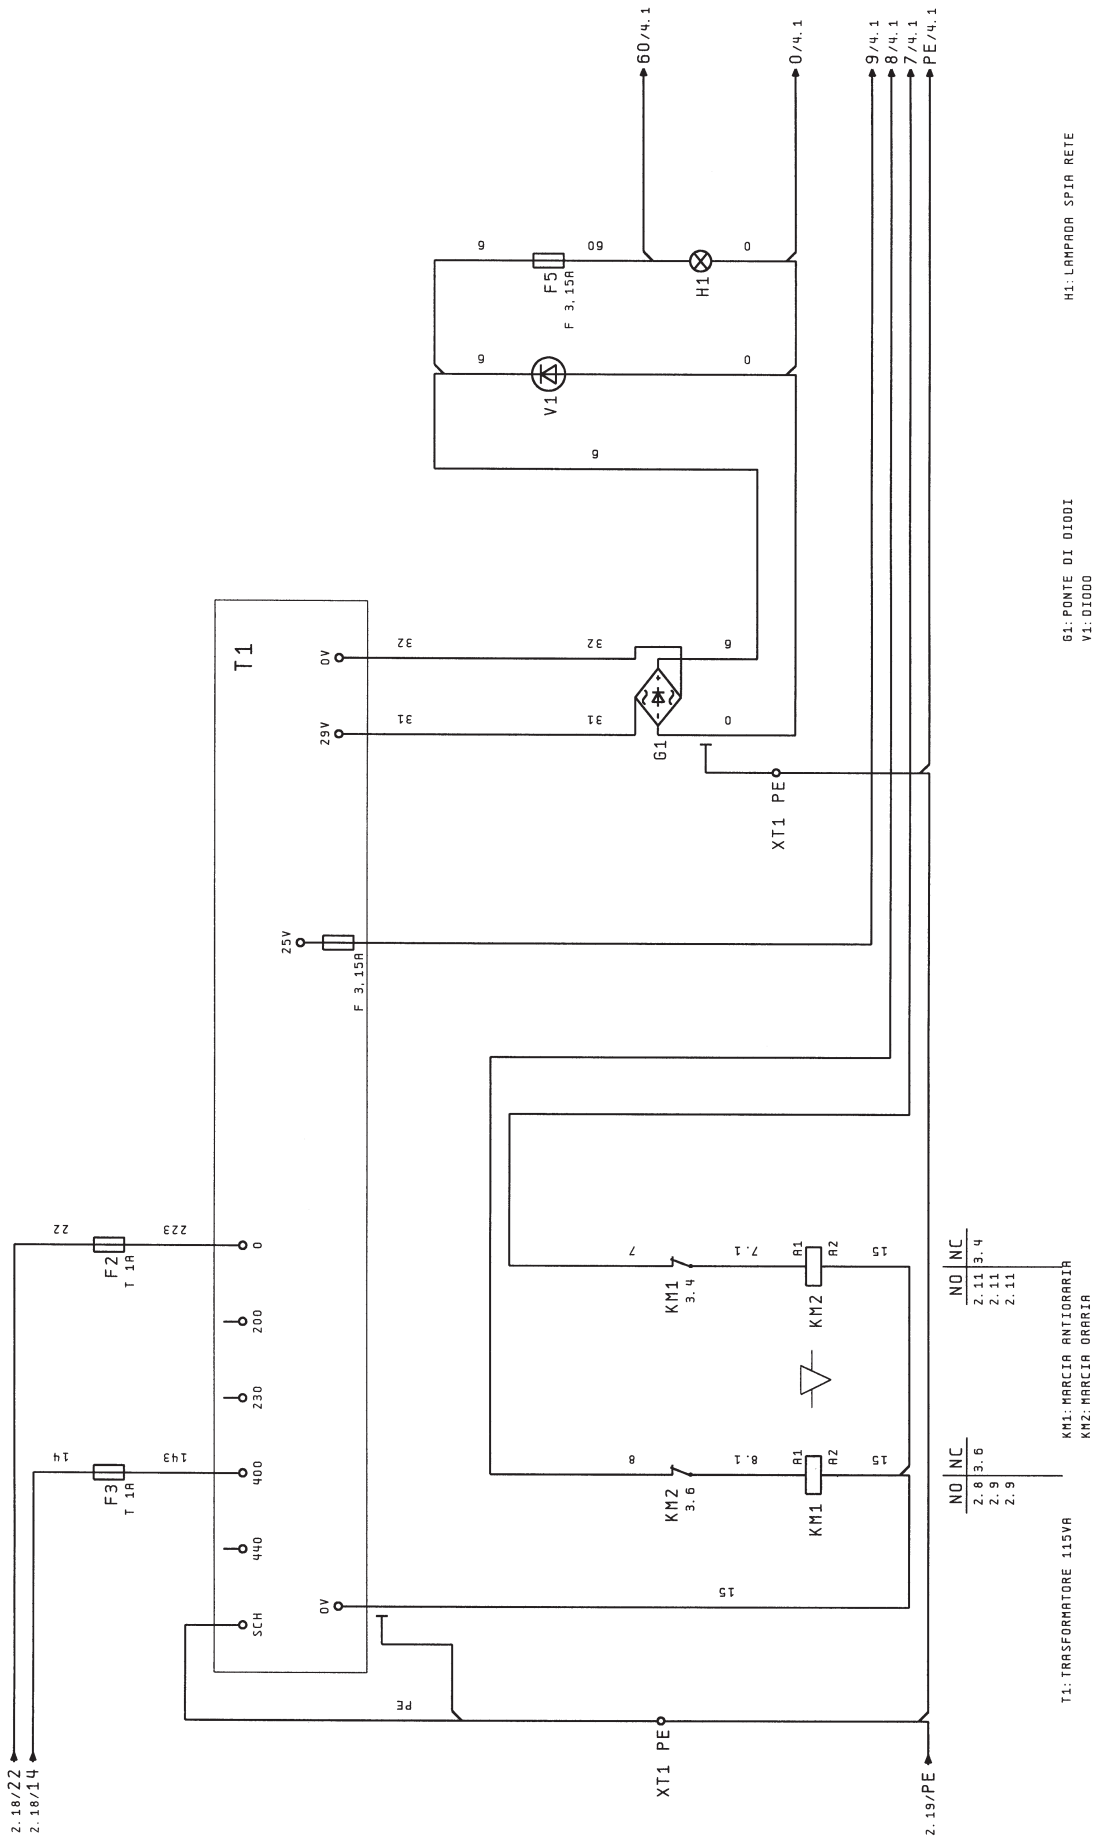 2.18/22
2.18/14
22
14
F2
T 1A
F3
T 1A
223
143
T1
SCH
440
400
230
200
0
0V
25V
29V
0V
F 3,15A
PE
31
32
6
6
F5
F 3,15A
V1
6
60
31
32
60/4.1
8
7
KM2
3.6
KM1
3.4
XT1 PE
G1
H1
15
8.1
7.1
0
6
0
0
XT1 PE
A1
A1
KM1
KM2
A2
A2
0/4.1
15
15
9/4.1
8/4.1
7/4.1
2.19/PE
PE/4.1
NO NC
2.8 3.6
2.9
2.9
NO NC
2.11 3.4
2.11
2.11
T1: TRASFORMATORE 115VA
KM1: MARCIA ANTIORARIA
KM2: MARCIA ORARIA
G1: PONTE DI DIODI
V1: DIODO
H1: LAMPADA SPIA RETE